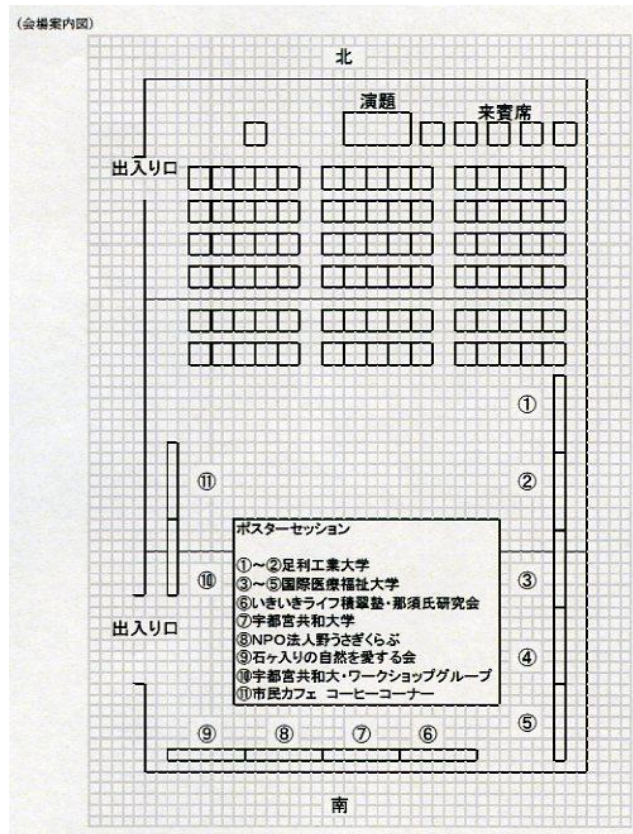 (会場案内図)
北
演題
来賓席
出入り口
①
②
⑪
ポスターセッション
①～②足利工業大学
③～⑤国際医療福祉大学
⑥いきいきライフ積翠塾・那須氏研究会
⑦宇都宮共和大学
⑧NPO法人野うさぎくらぶ
⑨石ヶ入りの自然を愛する会
⑩宇都宮共和大・ワークショップグループ
⑪市民カフェ コーヒーコーナー
⑩
③
出入り口
④
⑤
⑨
⑧
⑦
⑥
南